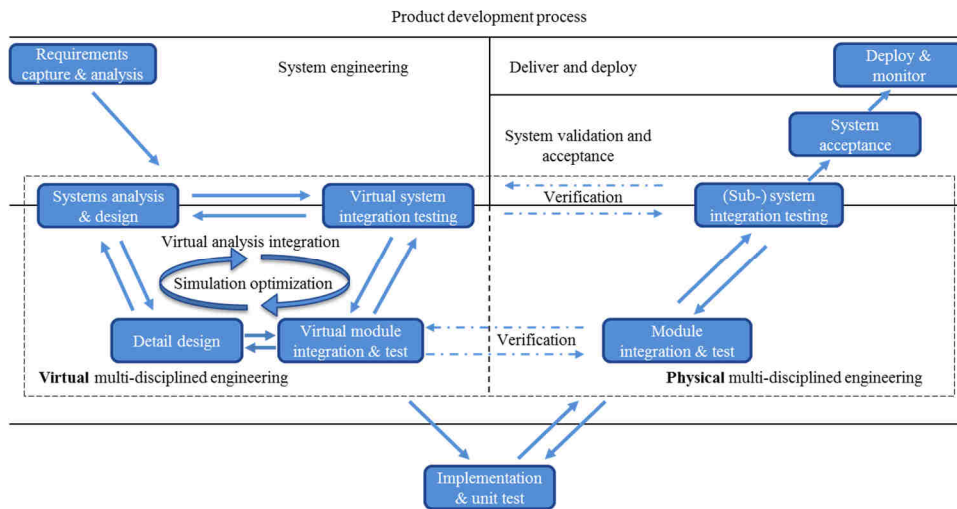 Product development process
Requirements
capture & analysis
System engineering
Deliver and deploy
Deploy &
monitor
System validation and
acceptance
System
acceptance
Systems analysis
& design
Virtual system
integration testing
Verification
(Sub-) system
integration testing
Virtual analysis integration
Simulation optimization
Detail design
Virtual module
integration & test
Verification
Module
integration & test
Virtual multi-disciplined engineering
Physical multi-disciplined engineering
Implementation
& unit test